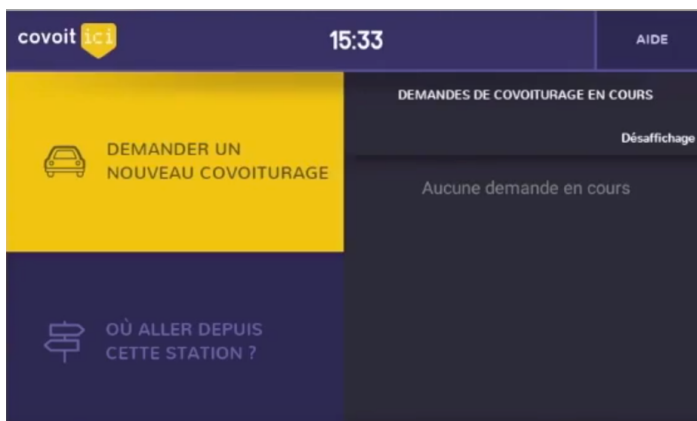 covoit ici
15:33
AIDE
DEMANDER UN
NOUVEAU COVOITURAGE
OÙ ALLER DEPUIS
CETTE STATION ?
DEMANDES DE COVOITURAGE EN COURS
Désaffichage
Aucune demande en cours